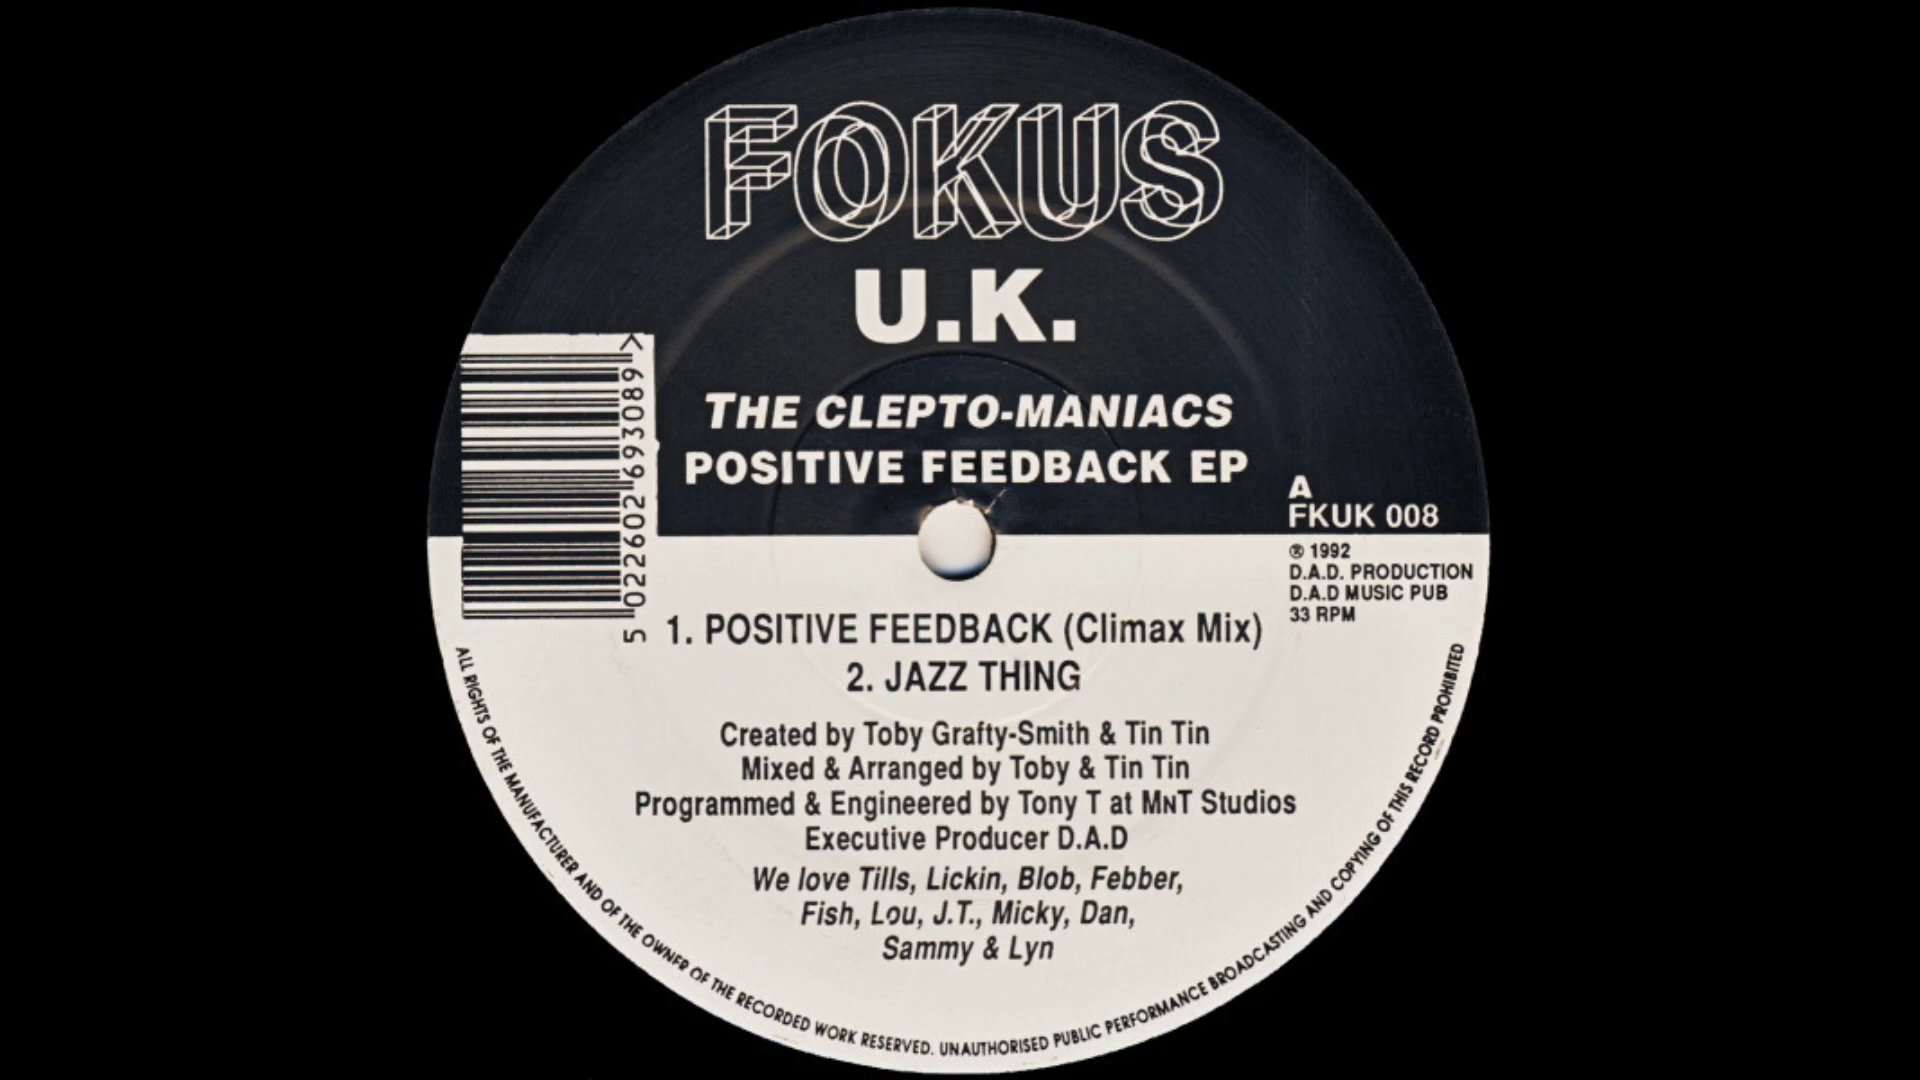 FOKUS
U.K.
THE CLEPTO-MANIACS
POSITIVE FEEDBACK EP
A
FKUK 008
℗ 1992
D.A.D. PRODUCTION
D.A.D MUSIC PUB
33 RPM
5 022602 693089 >
1. POSITIVE FEEDBACK (Climax Mix)
2. JAZZ THING
Created by Toby Grafty-Smith & Tin Tin
Mixed & Arranged by Toby & Tin Tin
Programmed & Engineered by Tony T at MNT Studios
Executive Producer D.A.D
We love Tills, Lickin, Blob, Febber,
Fish, Lou, J.T., Micky, Dan,
Sammy & Lyn
ALL RIGHTS OF THE MANUFACTURER AND OF THE OWNER OF THE RECORDED WORK RESERVED. UNAUTHORISED PUBLIC PERFORMANCE BROADCASTING AND COPYING OF THIS RECORD PROHIBITED